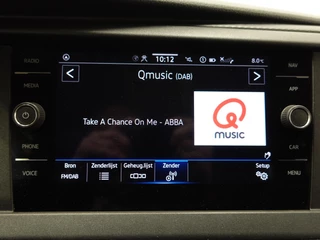 RADIO
MEDIA
PHONE
VOICE
10:12
8.0°C
Qmusic (DAB)
Take A Chance On Me - ABBA
MUSIC
Bron
FM/DAB
Zenderlijst
Geheug.lijst
Zender
Setup
NAV
APP
CAR
MENU